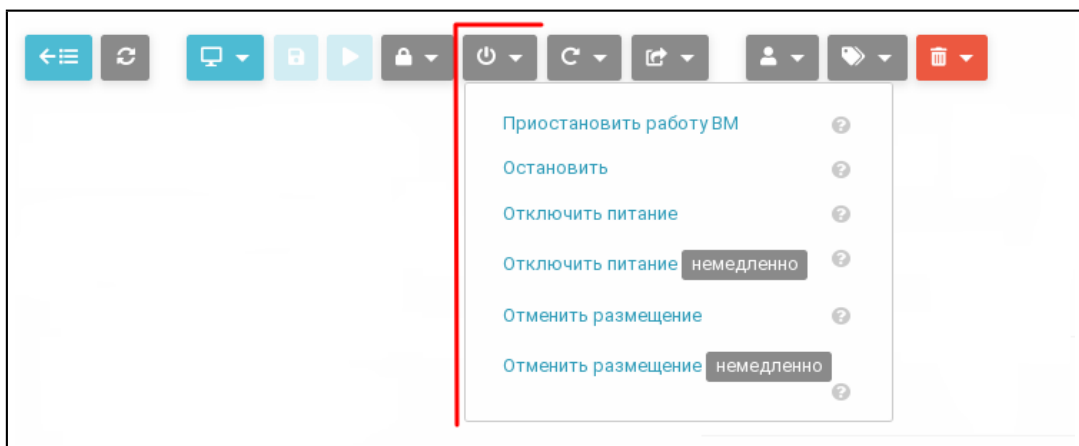 Приостановить работу ВМ
Остановить
Отключить питание
Отключить питание немедленно
Отменить размещение
Отменить размещение немедленно